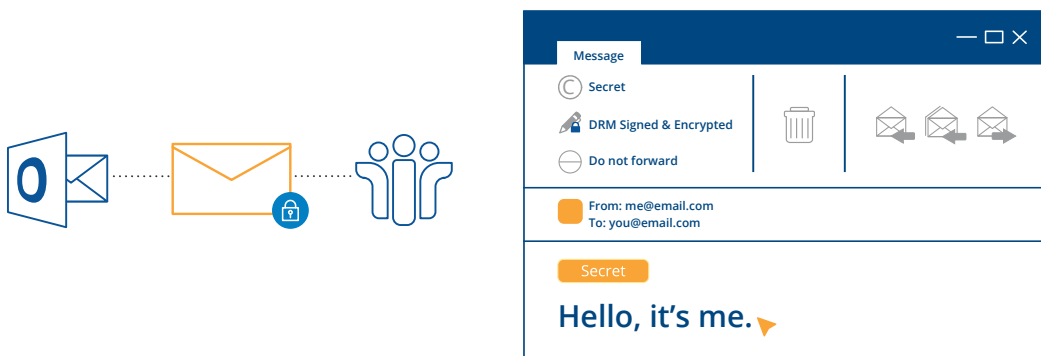 O
Message
C Secret
DRM Signed & Encrypted
Do not forward
From: me@email.com
To: you@email.com
Secret
Hello, it’s me.